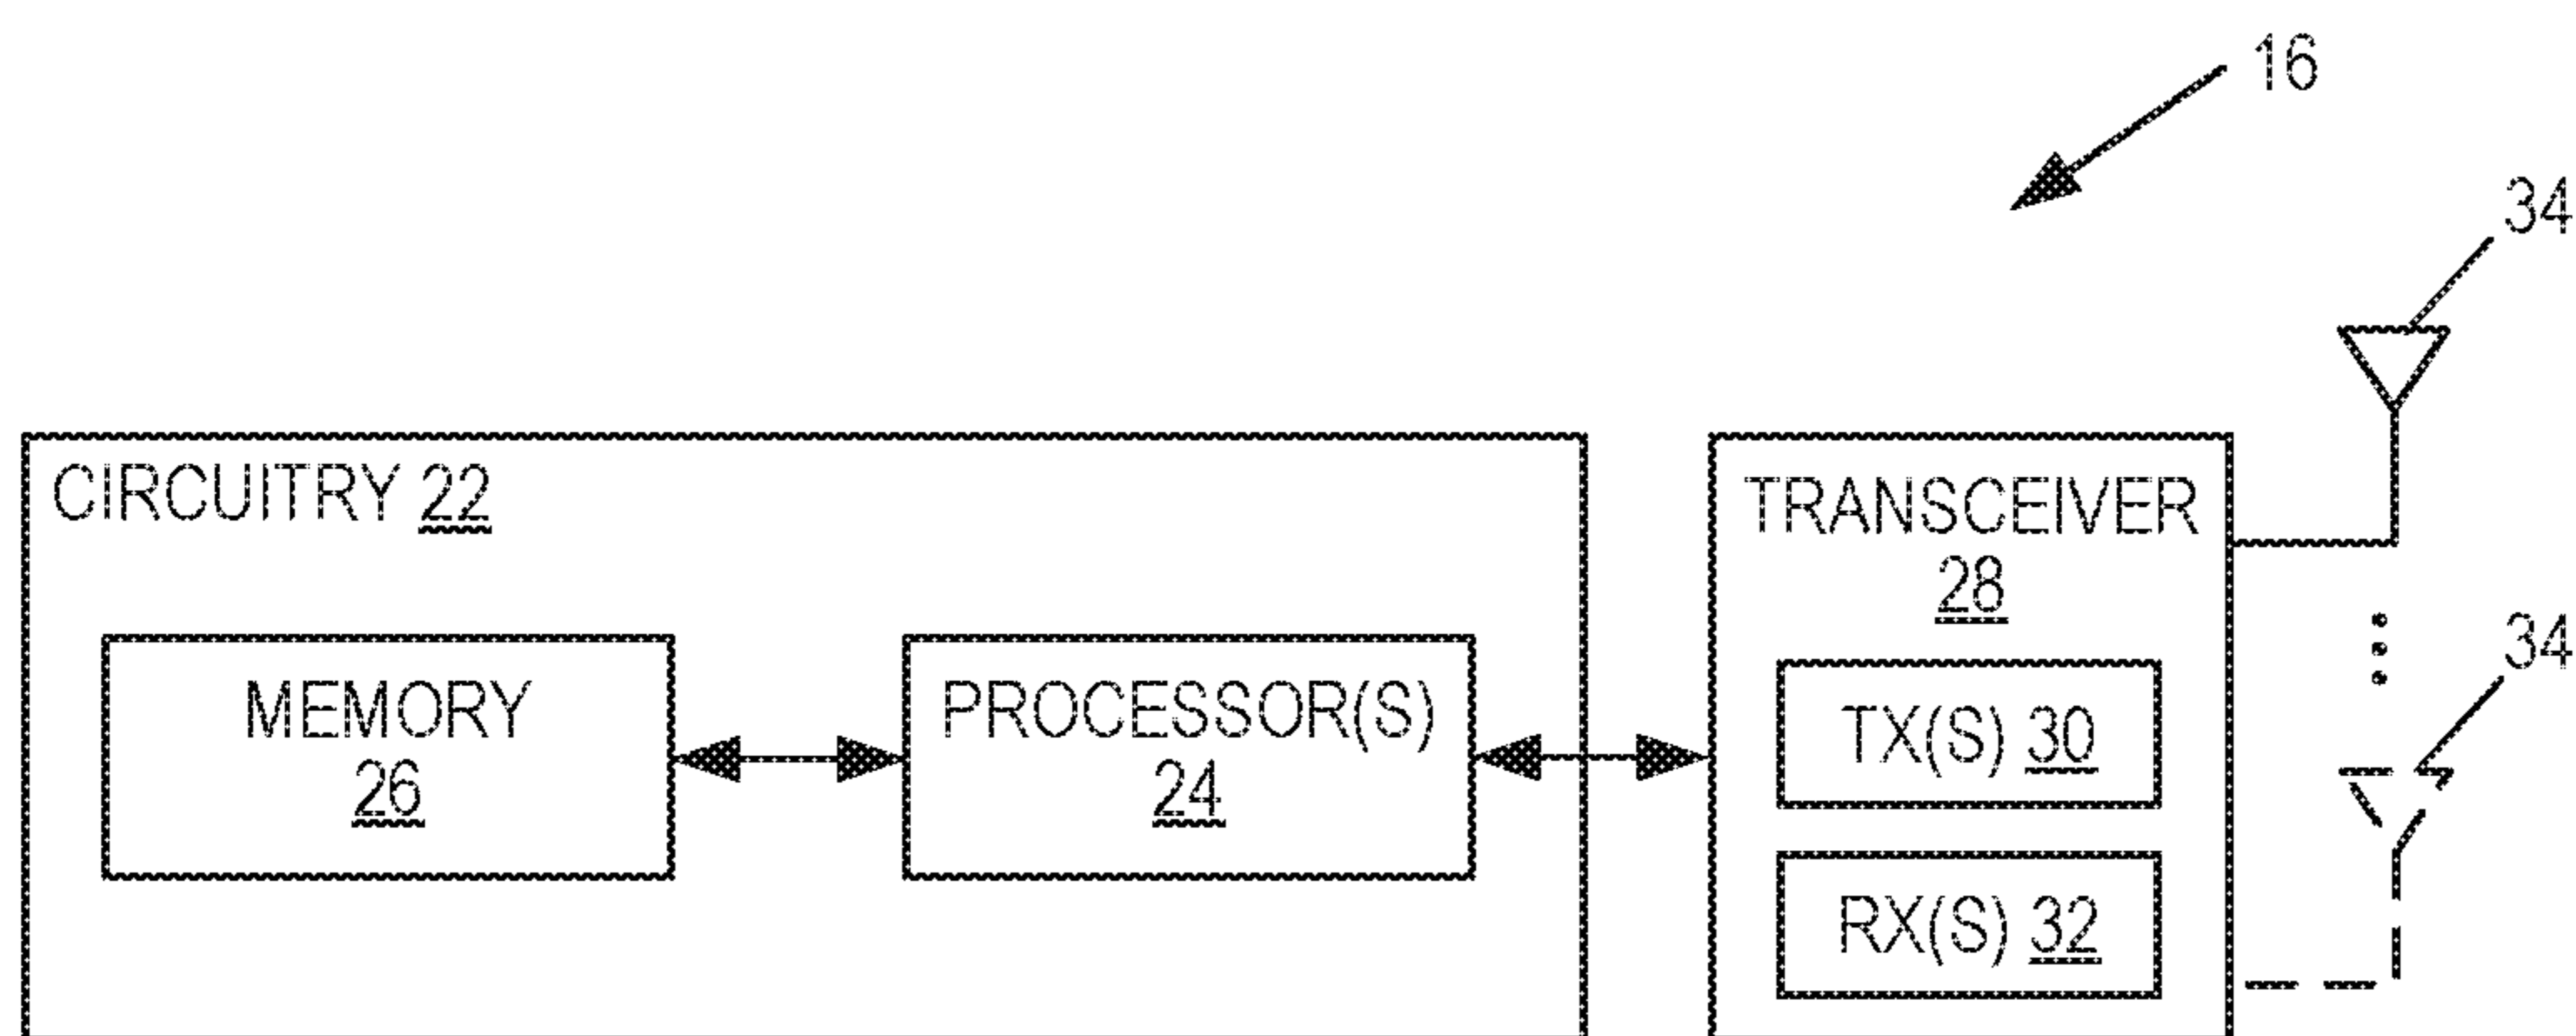 16
34
CIRCUITRY 22
TRANSCEIVER
28
MEMORY
26
PROCESSOR(S)
24
TX(S) 30
34
RX(S) 32